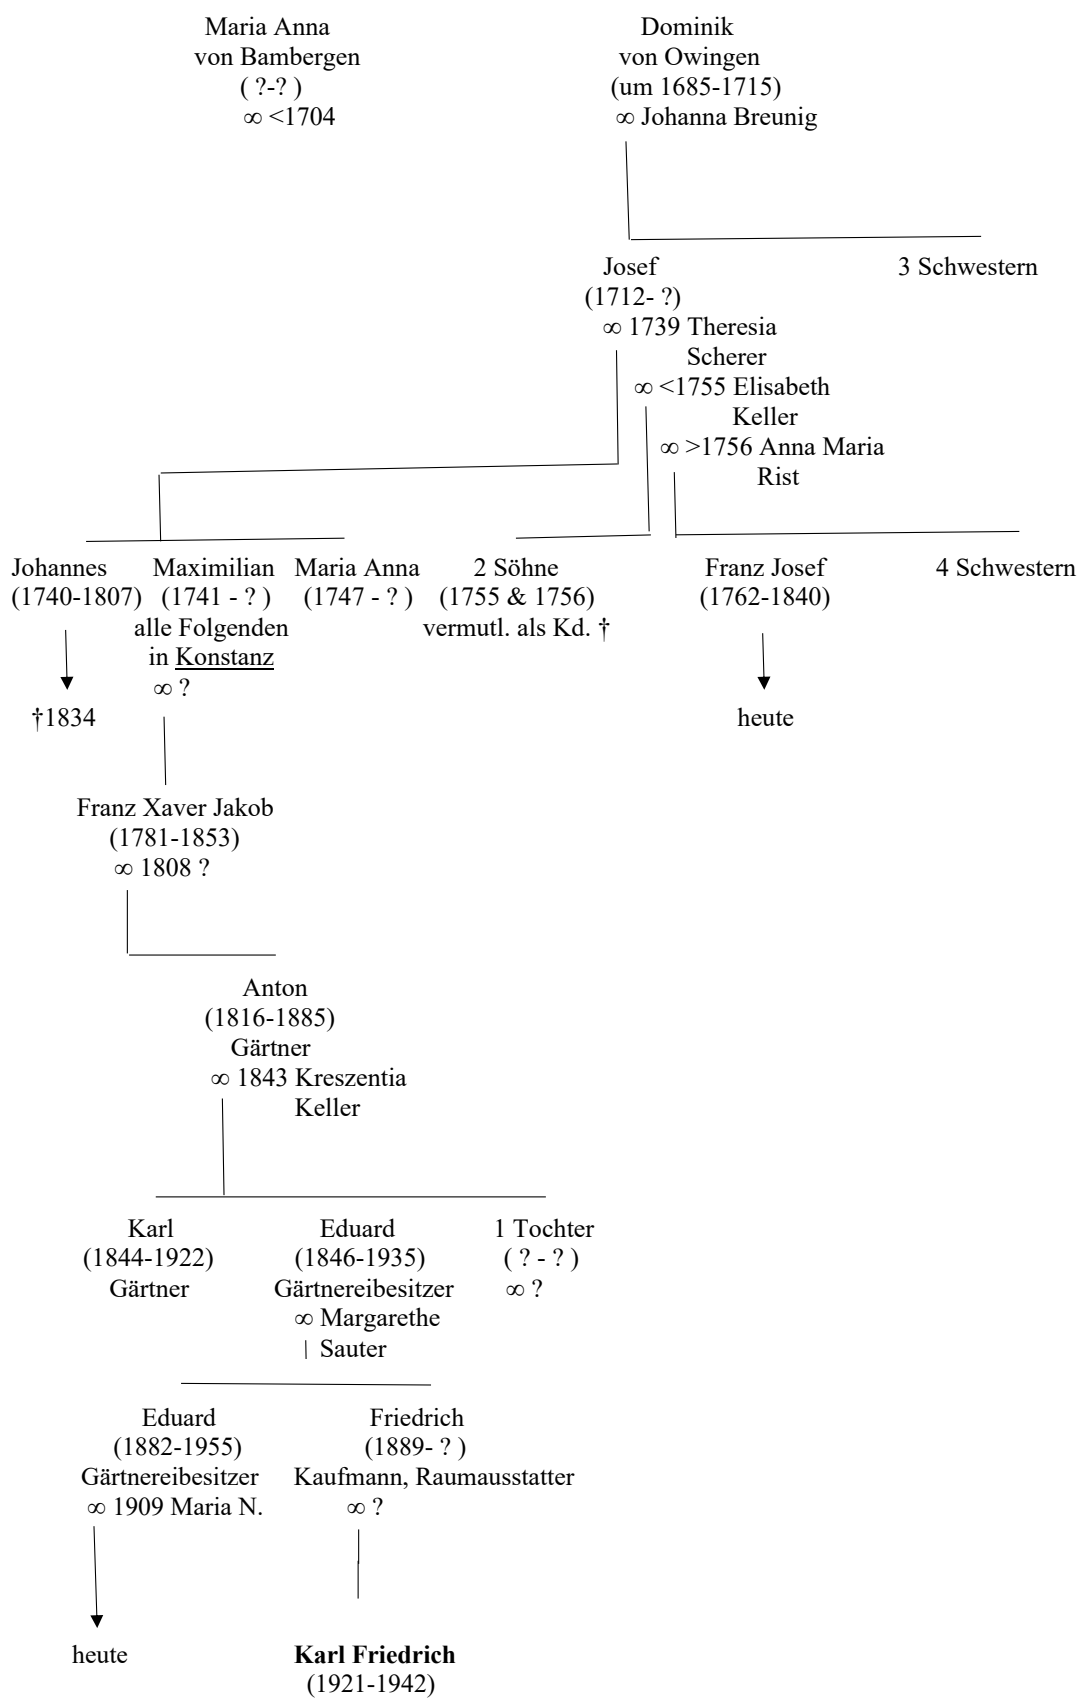 Maria Anna
von Bambergen
( ?-? )
∞ <1704
Dominik
von Owingen
(um 1685-1715)
∞ Johanna Breunig
Josef
(1712- ?)
∞ 1739 Theresia
Scherer
∞ <1755 Elisabeth
Keller
∞ >1756 Anna Maria
Rist
3 Schwestern
Johannes
(1740-1807)
†1834
Maximilian
(1741 - ? )
alle Folgenden
in Konstanz
∞ ?
Maria Anna
(1747 - ? )
2 Söhne
(1755 & 1756)
vermutl. als Kd. †
Franz Josef
(1762-1840)
heute
4 Schwestern
Franz Xaver Jakob
(1781-1853)
∞ 1808 ?
Anton
(1816-1885)
Gärtner
∞ 1843 Kreszentia
Keller
Karl
(1844-1922)
Gärtner
Eduard
(1846-1935)
Gärtnereibesitzer
∞ Margarethe
Sauter
1 Tochter
( ? - ? )
∞ ?
Eduard
(1882-1955)
Gärtnereibesitzer
∞ 1909 Maria N.
heute
Friedrich
(1889- ? )
Kaufmann, Raumausstatter
∞ ?
Karl Friedrich
(1921-1942)